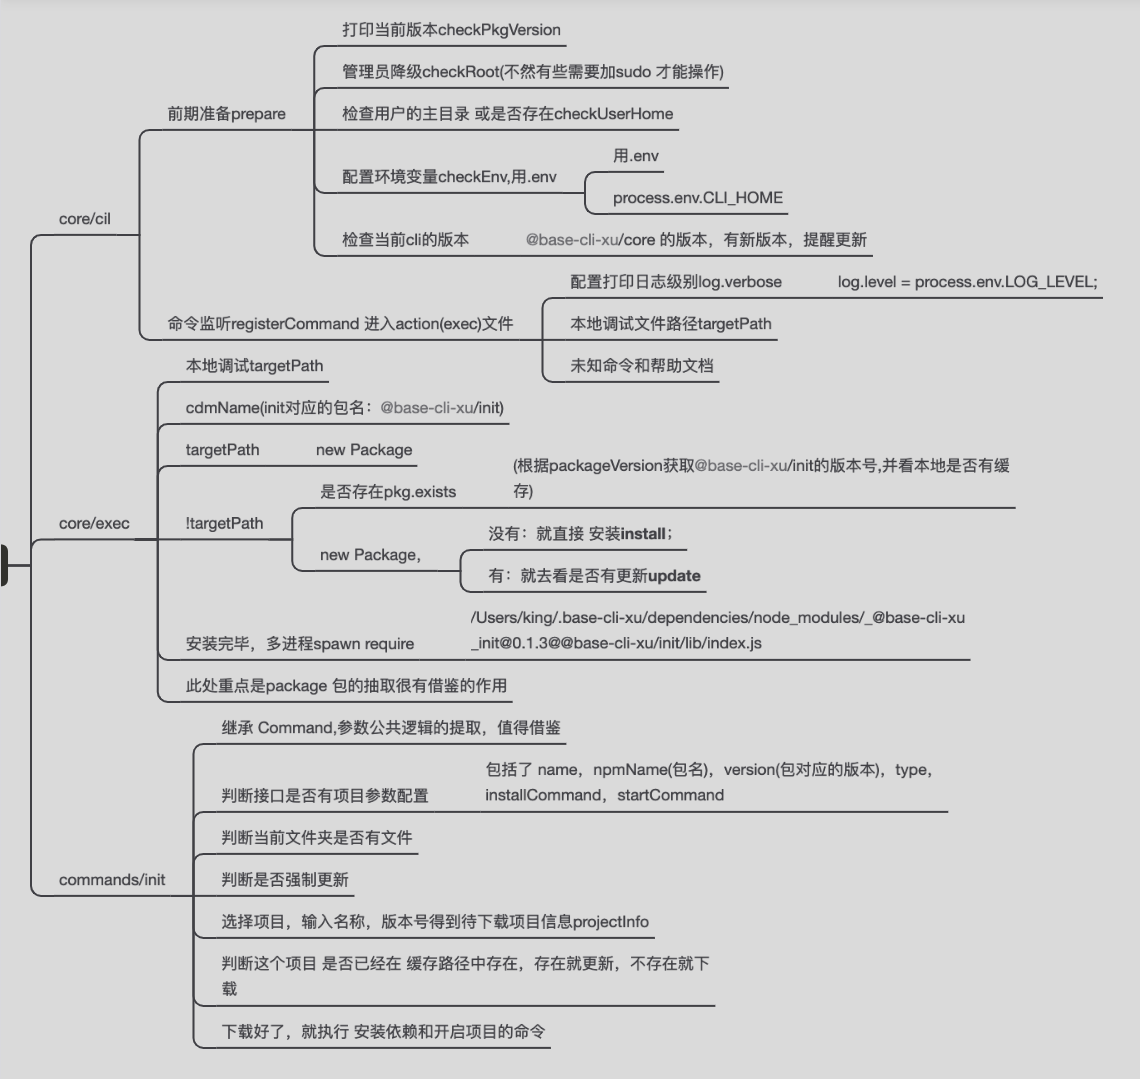 打印当前版本checkPkgVersion
管理员降级checkRoot(不然有些需要加sudo 才能操作)
前期准备prepare
检查用户的主目录 或是否存在checkUserHome
用.env
配置环境变量checkEnv,用.env
process.env.CLI_HOME
core/cil
检查当前cli的版本
@base-cli-xu/core 的版本，有新版本，提醒更新
配置打印日志级别log.verbose
log.level = process.env.LOG_LEVEL;
命令监听registerCommand 进入action(exec)文件
本地调试文件路径targetPath
未知命令和帮助文档
本地调试targetPath
cdmName(init对应的包名：@base-cli-xu/init)
targetPath
new Package
(根据packageVersion获取@base-cli-xu/init的版本号,并看本地是否有缓
存)
是否存在pkg.exists
core/exec
!targetPath
没有：就直接 安装install；
new Package，
有：就去看是否有更新update
/Users/king/.base-cli-xu/dependencies/node_modules/_@base-cli-xu
_init@0.1.3@@base-cli-xu/init/lib/index.js
安装完毕，多进程spawn require
此处重点是package 包的抽取很有借鉴的作用
继承 Command,参数公共逻辑的提取，值得借鉴
包括了 name，npmName(包名)，version(包对应的版本)，type，
installCommand，startCommand
判断接口是否有项目参数配置
判断当前文件夹是否有文件
commands/init
判断是否强制更新
选择项目，输入名称，版本号得到待下载项目信息projectInfo
判断这个项目 是否已经在 缓存路径中存在，存在就更新，不存在就下
载
下载好了，就执行 安装依赖和开启项目的命令